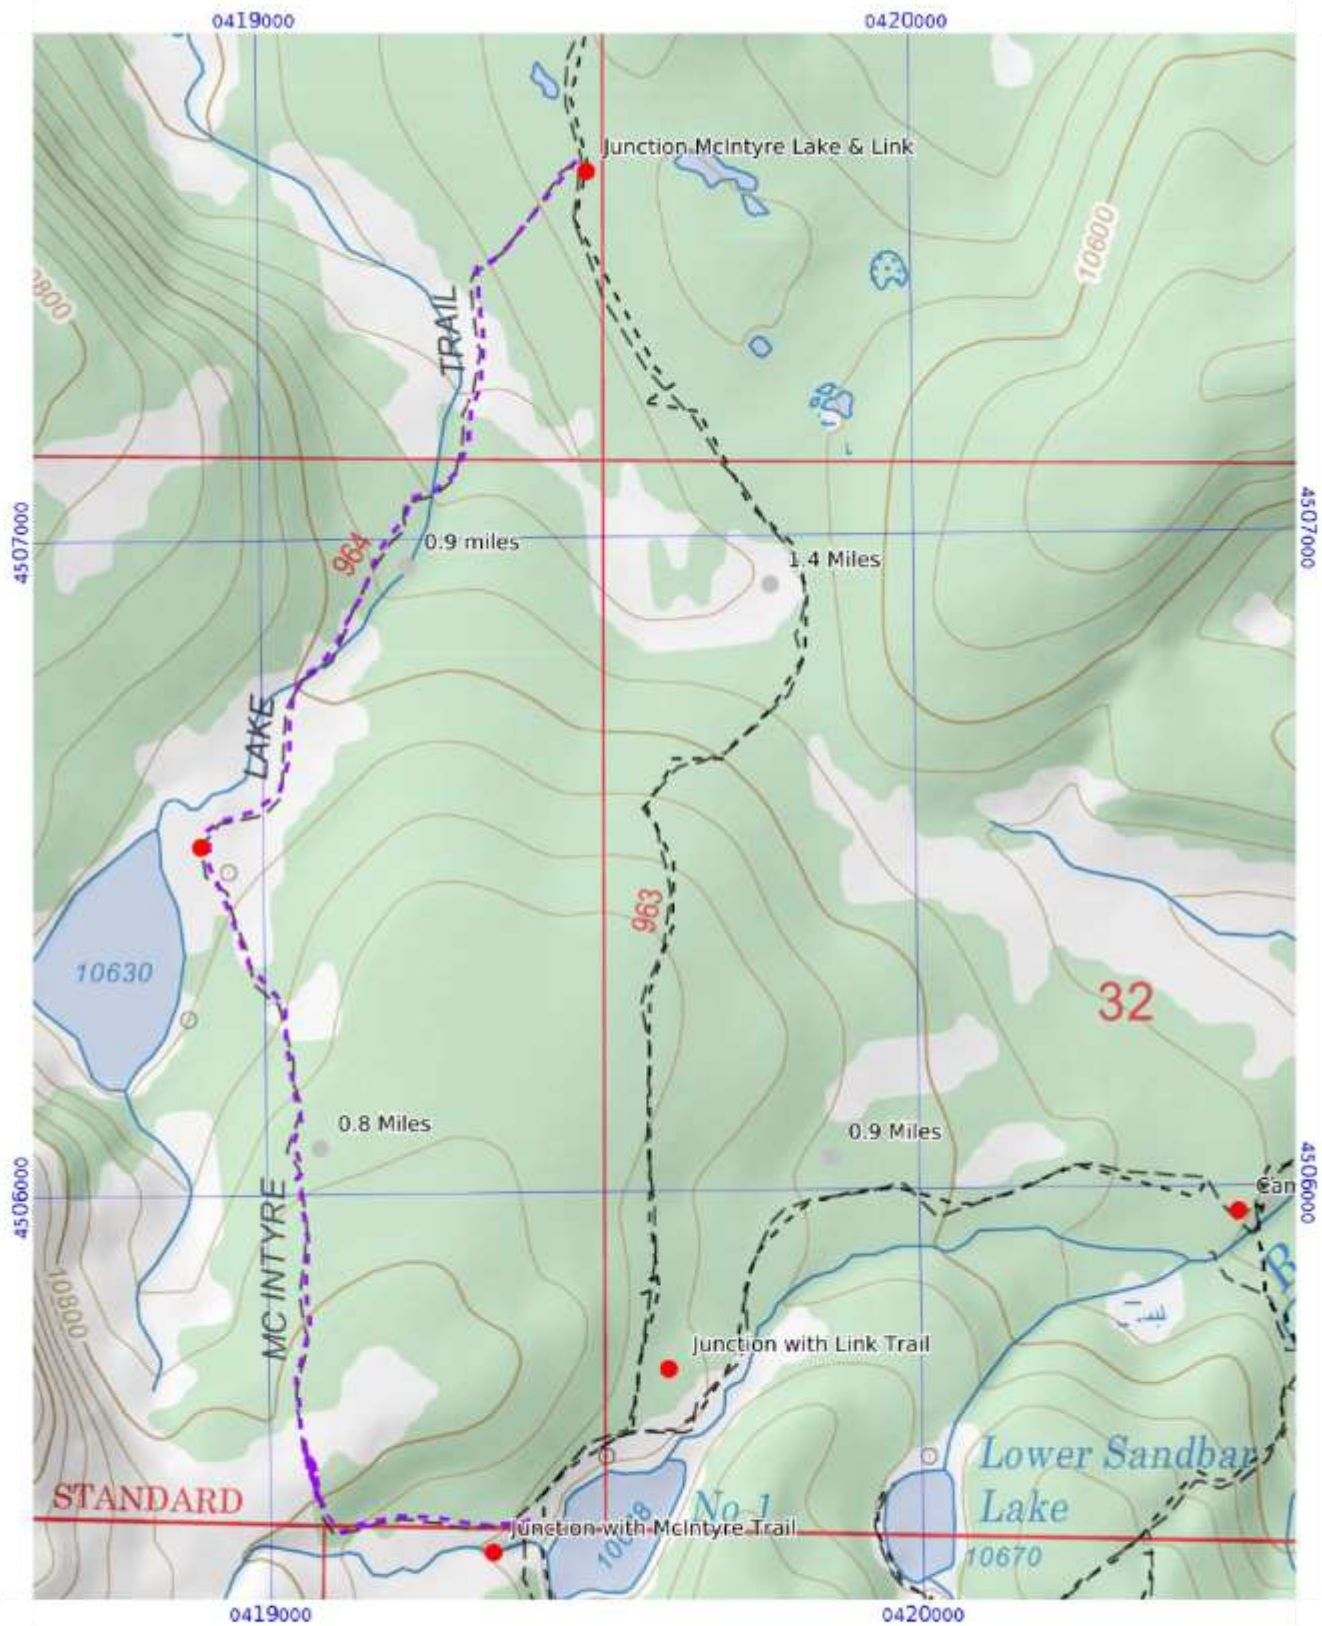 0419000
0420000
Junction McIntyre Lake & Link
10600
TRAIL
4507000
4507000
964
0.9 miles
1.4 Miles
LAKE
963
10630
32
0.8 Miles
0.9 Miles
4506000
4506000
MC INTYRE
10800
Junction with Link Trail
Lower Sandbar
Lake
10670
STANDARD
No 1
Junction with McIntyre Trail
0419000
0420000